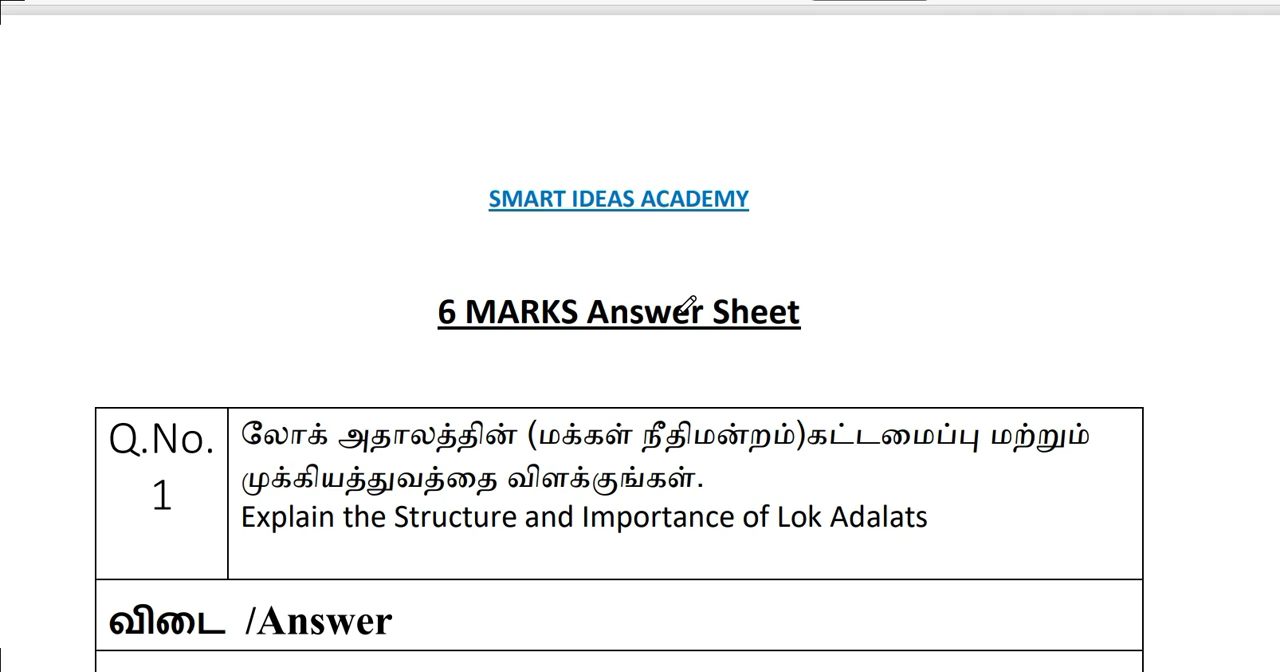 SMART IDEAS ACADEMY
6 MARKS Answer Sheet
Q.No.
1
லோக் அதாலத்தின் (மக்கள் நீதிமன்றம்)கட்டமைப்பு மற்றும்
முக்கியத்துவத்தை விளக்குங்கள்.
Explain the Structure and Importance of Lok Adalats
விடை /Answer